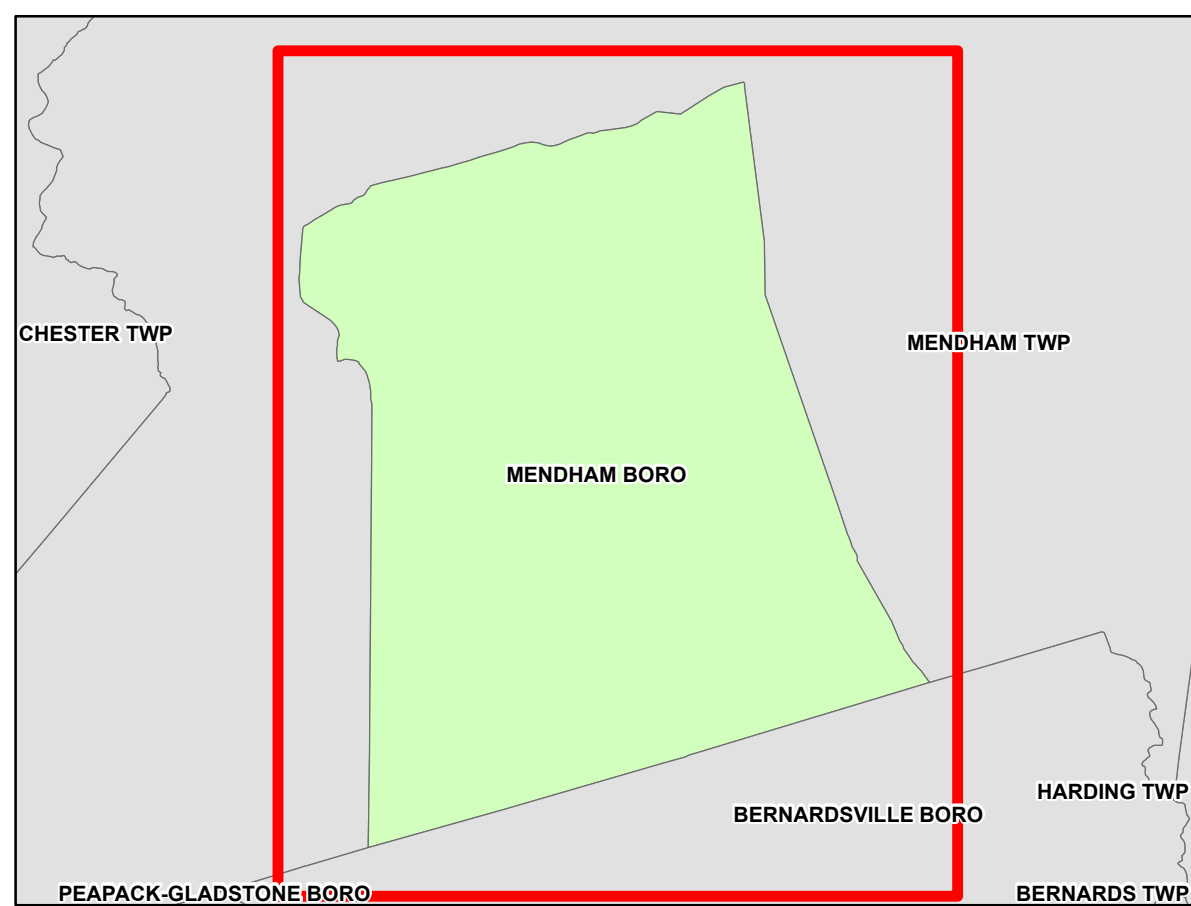 CHESTER TWP
MENDHAM TWP
MENDHAM BORO
HARDING TWP
BERNARDSVILLE BORO
PEAPACK-GLADSTONE BORO
BERNARDS TWP